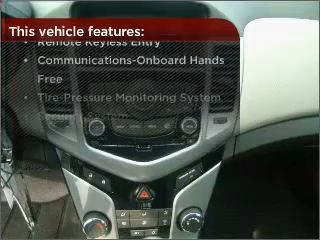 This vehicle features:
• Remote Keyless Entry
• Communications-Onboard Hands
Free
• Tire-Pressure Monitoring System